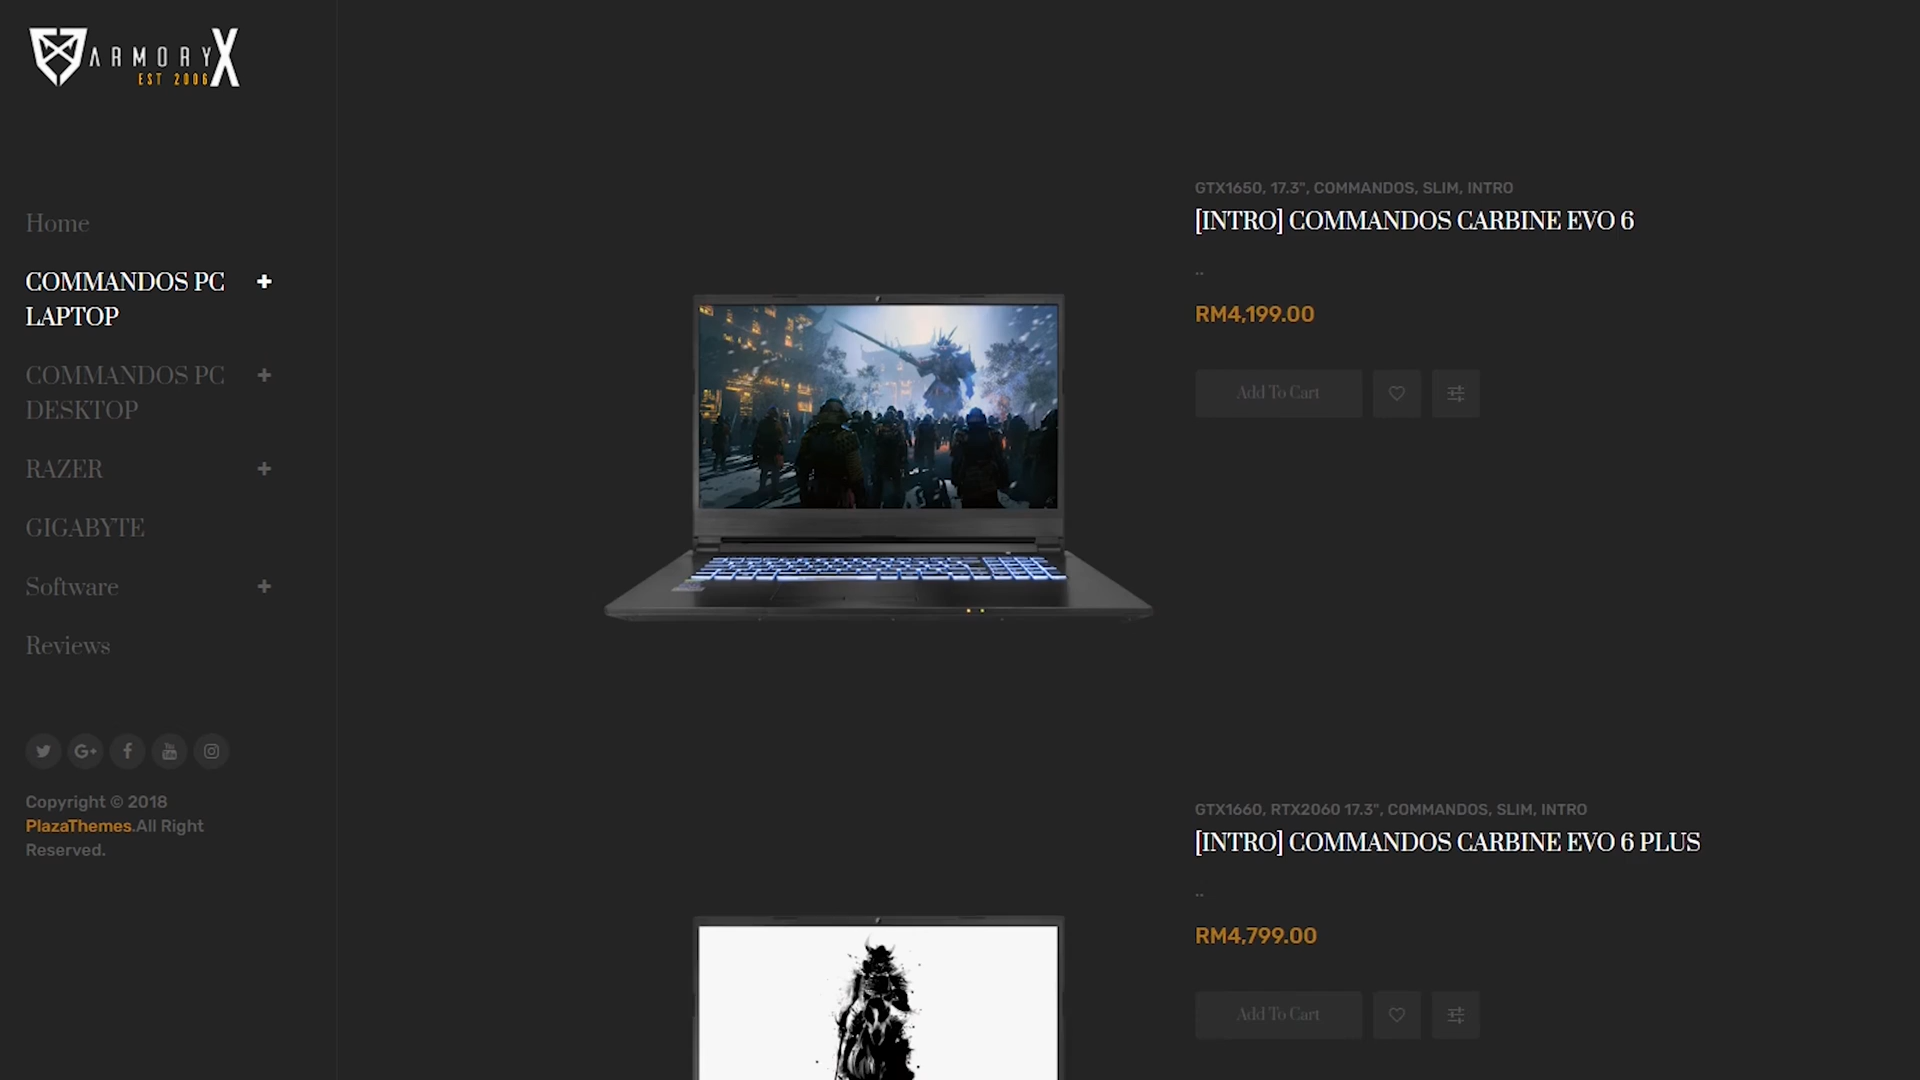 ARMORYX
EST 2006
Home
COMMANDOS PC
LAPTOP
COMMANDOS PC
DESKTOP
RAZER
GIGABYTE
Software
Reviews
Copyright © 2018
PlazaThemes.All Right
Reserved.
GTX1650, 17.3", COMMANDOS, SLIM, INTRO
[INTRO] COMMANDOS CARBINE EVO 6
..
RM4,199.00
Add To Cart
GTX1660, RTX2060 17.3", COMMANDOS, SLIM, INTRO
[INTRO] COMMANDOS CARBINE EVO 6 PLUS
..
RM4,799.00
Add To Cart